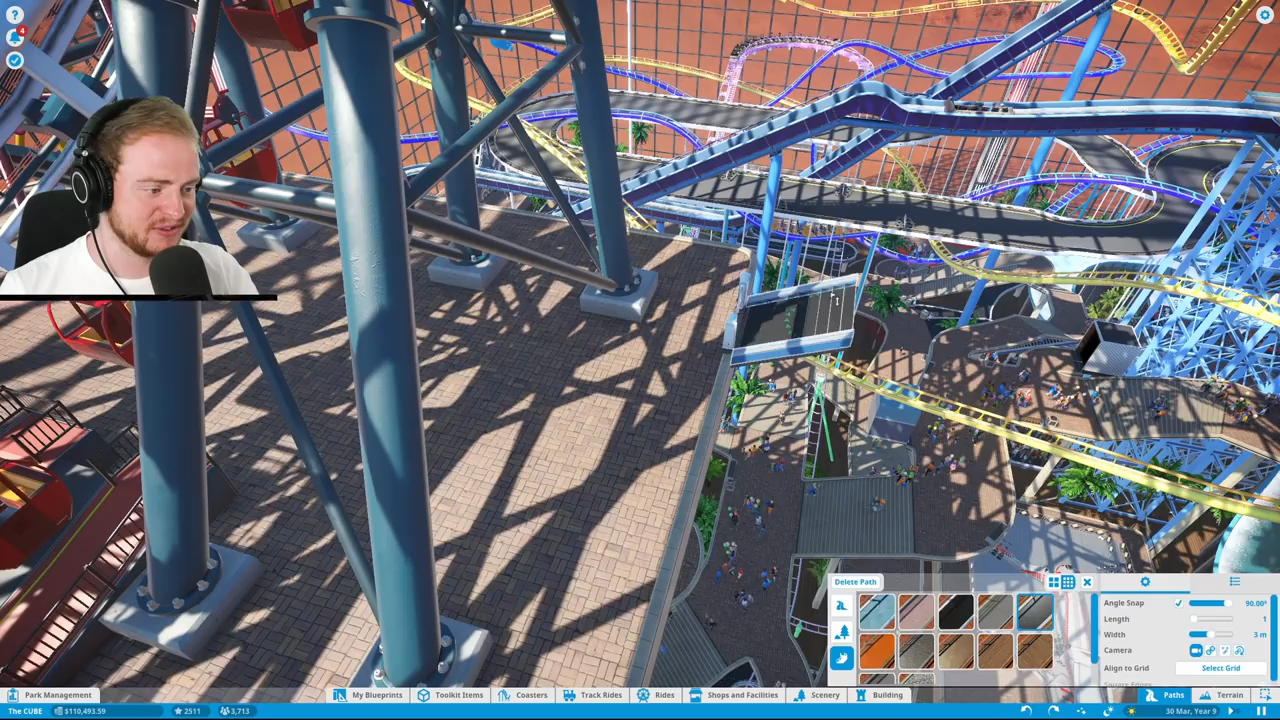 ?
4
Delete Path
Angle Snap 90.00°
Length 1
Width 3 m
Camera
Align to Grid Select Grid
Park Management
My Blueprints
Toolkit Items
Coasters
Track Rides
Rides
Shops and Facilities
Scenery
Building
Paths
Terrain
The CUBE $110,493.59 2511 3,713 30 Mar, Year 9